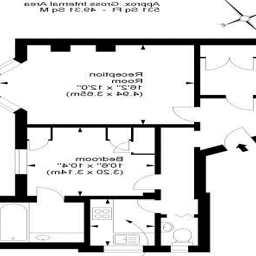 Approx. Gross Internal Area
531 Sq Ft - 49.31 Sq M
Reception
Room
16'2" x 12'0"
(4.94 x 3.65m)
Bedroom
10'6" x 10'4"
(3.20 x 3.14m)